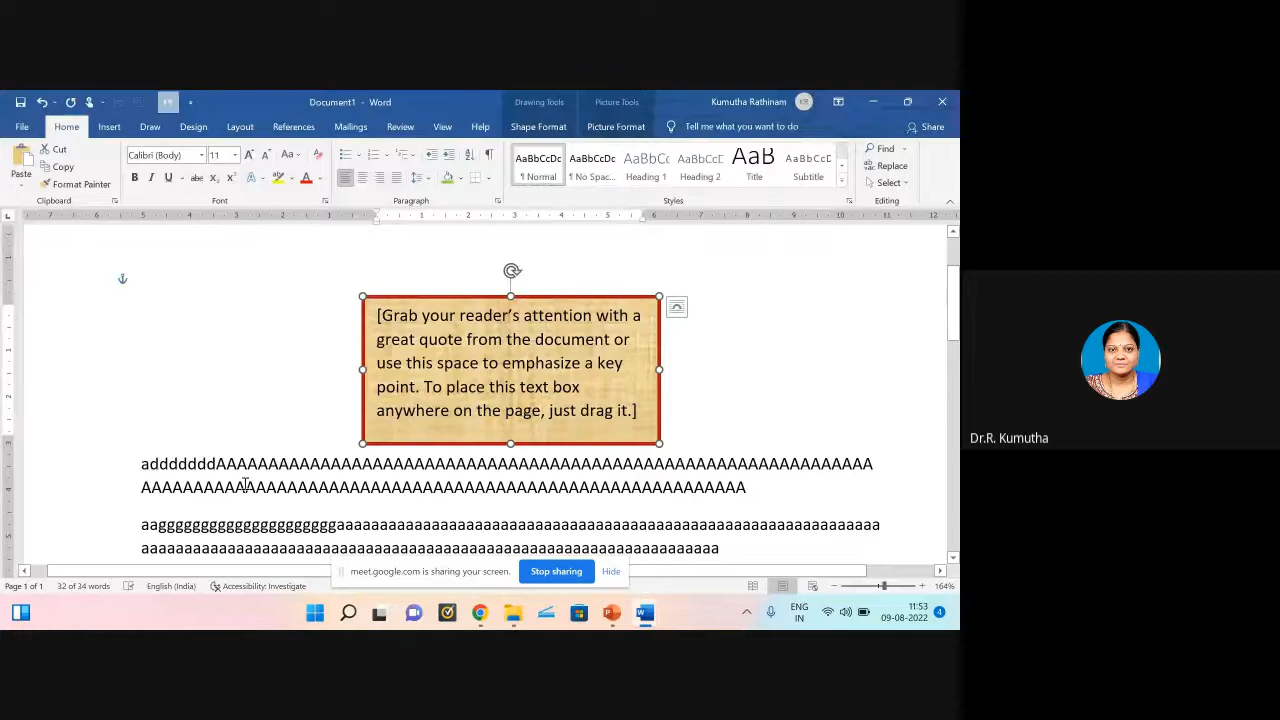 Document1 - Word
Drawing Tools
Picture Tools
Kumutha Rathinam
KR
File Home Insert Draw Design Layout References Mailings Review View Help Shape Format Picture Format Tell me what you want to do Share
Paste
Cut
Copy
Format Painter
Clipboard
Calibri (Body) 11
Font
Paragraph
AaBbCcDc AaBbCcDc AaBbCc AaBbCcE AaB AaBbCcD
¶ Normal ¶ No Spac... Heading 1 Heading 2 Title Subtitle
Styles
Find
Replace
Select
Editing
[Grab your reader’s attention with a
great quote from the document or
use this space to emphasize a key
point. To place this text box
anywhere on the page, just drag it.]
Dr.R. Kumutha
meet.google.com is sharing your screen. Stop sharing Hide
Page 1 of 1 32 of 34 words English (India) Accessibility: Investigate 164%
ENG
IN
11:53
09-08-2022
4